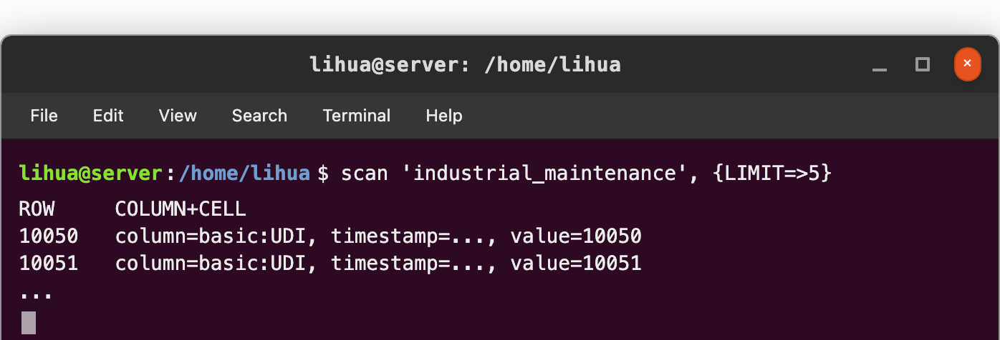 lihua@server: /home/lihua
File Edit View Search Terminal Help
lihua@server:/home/lihua $ scan 'industrial_maintenance', {LIMIT=>5}
ROW     COLUMN+CELL
10050   column=basic:UDI, timestamp=..., value=10050
10051   column=basic:UDI, timestamp=..., value=10051
...